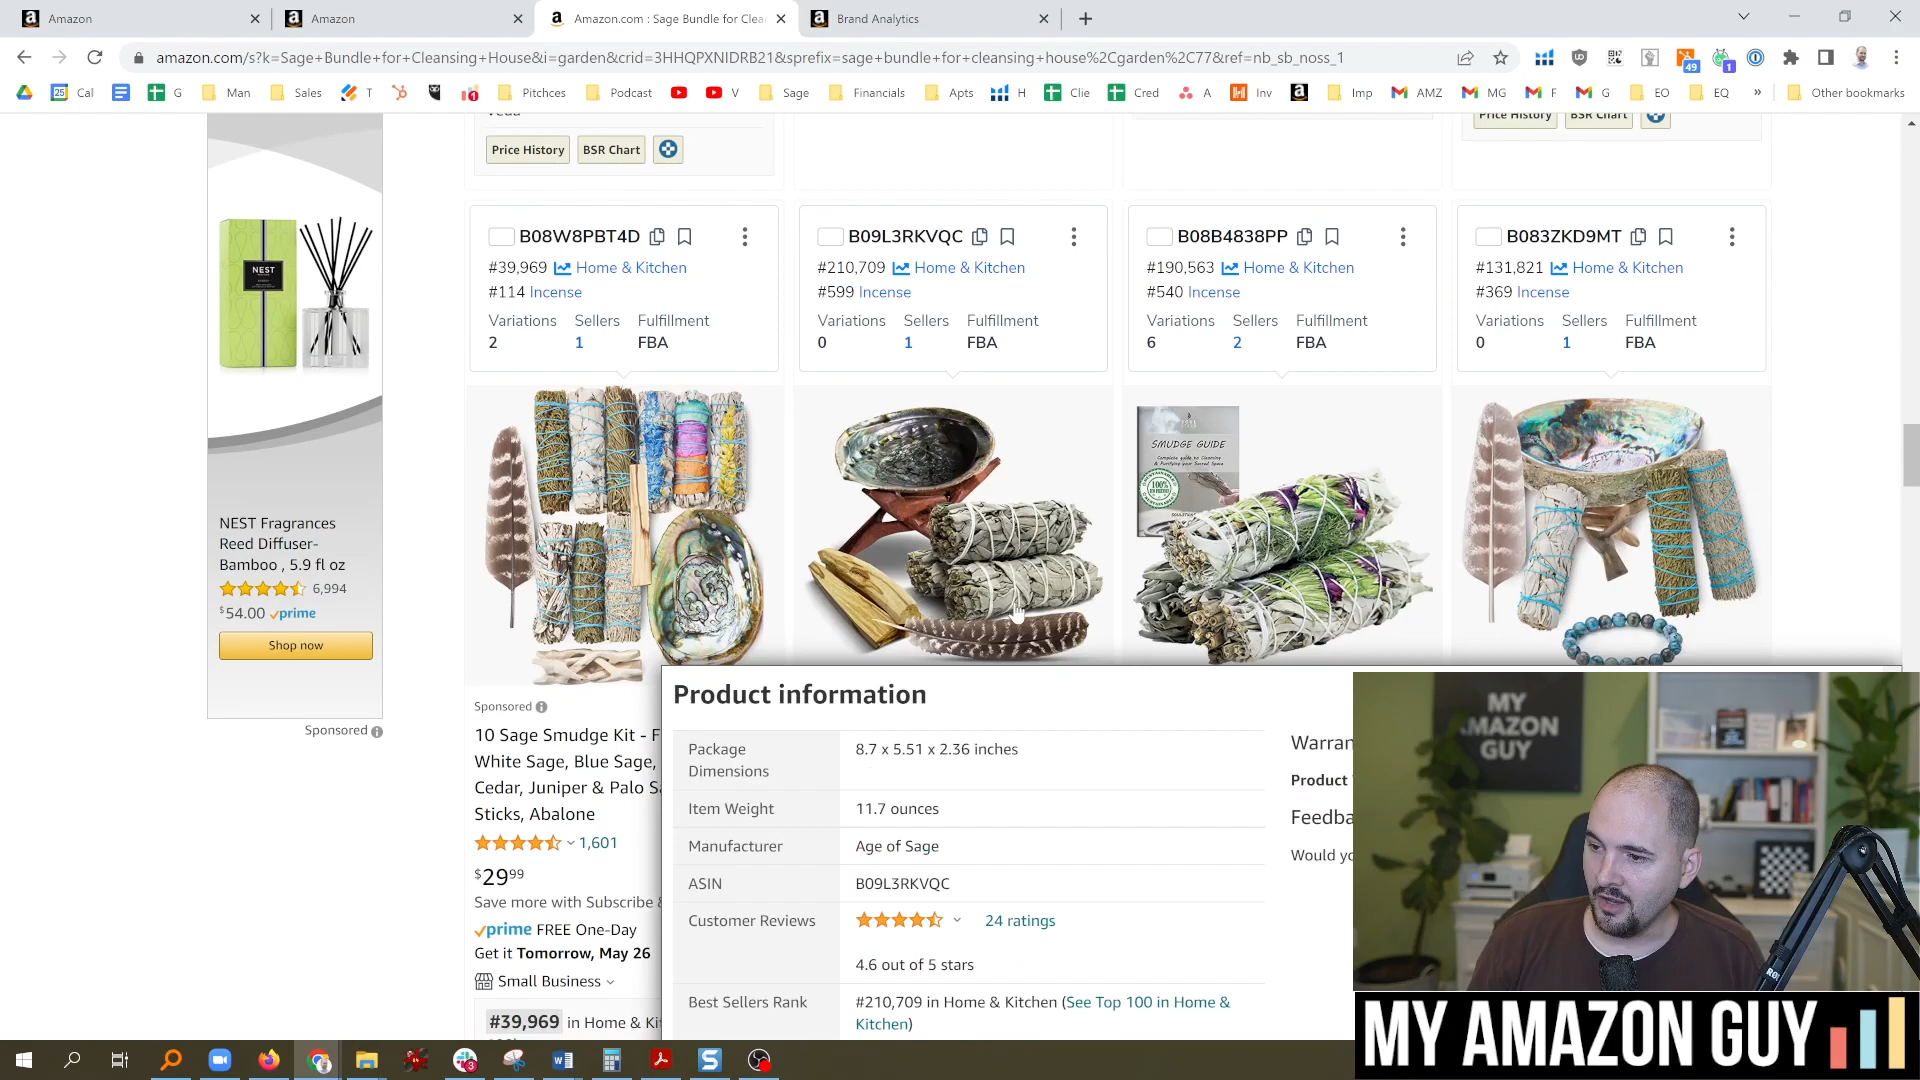 Amazon
Amazon
Amazon.com : Sage Bundle for Clea
Brand Analytics
amazon.com/s?k=Sage+Bundle+for+Cleansing+House&i=garden&crid=3HHQPXNIDRB21&sprefix=sage+bundle+for+cleansing+house%2Cgarden%2C77&ref=nb_sb_noss_1
Cal G Man Sales T Pitchces Podcast V Sage Financials Apts H Clie Cred A Inv Imp AMZ MG F G EO EQ » Other bookmarks
Veda
Price History BSR Chart
Price History BSR Chart
B08W8PBT4D
#39,969 Home & Kitchen
#114 Incense
Variations Sellers Fulfillment
2 1 FBA
B09L3RKVQC
#210,709 Home & Kitchen
#599 Incense
Variations Sellers Fulfillment
0 1 FBA
B08B4838PP
#190,563 Home & Kitchen
#540 Incense
Variations Sellers Fulfillment
6 2 FBA
B083ZKD9MT
#131,821 Home & Kitchen
#369 Incense
Variations Sellers Fulfillment
0 1 FBA
NEST
SMUDGE GUIDE
100%
NEST Fragrances
Reed Diffuser-
Bamboo , 5.9 fl oz
6,994
$54.00 prime
Shop now
Sponsored
Sponsored
10 Sage Smudge Kit - F
White Sage, Blue Sage,
Cedar, Juniper & Palo Sa
Sticks, Abalone
1,601
$29 99
Save more with Subscribe &
prime FREE One-Day
Get it Tomorrow, May 26
Small Business
#39,969 in Home & Kit
Product information
Package
Dimensions
8.7 x 5.51 x 2.36 inches
Item Weight 11.7 ounces
Manufacturer Age of Sage
ASIN B09L3RKVQC
Customer Reviews 24 ratings
4.6 out of 5 stars
Best Sellers Rank #210,709 in Home & Kitchen (See Top 100 in Home &
Kitchen)
Warran
Product
Feedba
Would yo
MY
AMAZON
GUY
MY AMAZON GUY